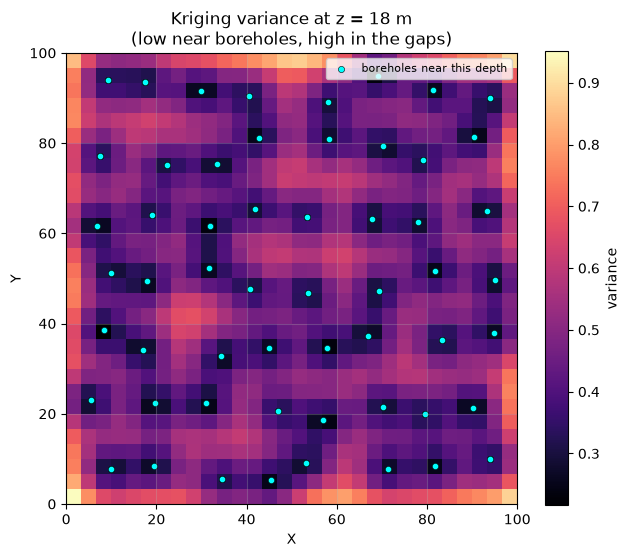 Kriging variance at z = 18 m
(low near boreholes, high in the gaps)
boreholes near this depth
100
80
60
40
20
0
Y
0 20 40 60 80 100
X
0.9
0.8
0.7
0.6
0.5
0.4
0.3
variance